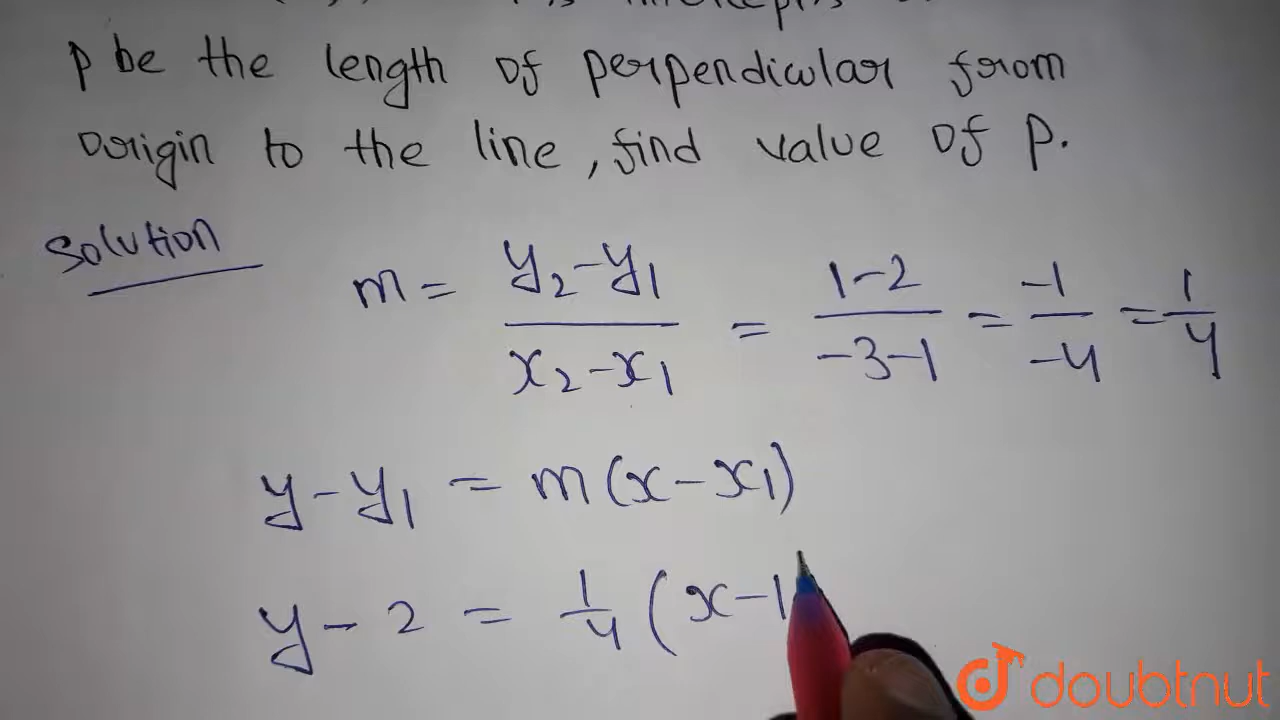 p be the length of perpendicular from
origin to the line, find value of p.
Solution
m = y₂-y₁ / x₂-x₁ = 1-2 / -3-1 = -1 / -4 = 1/4
y-y₁ = m(x-x₁)
y-2 = 1/4 (x-1
doubtnut